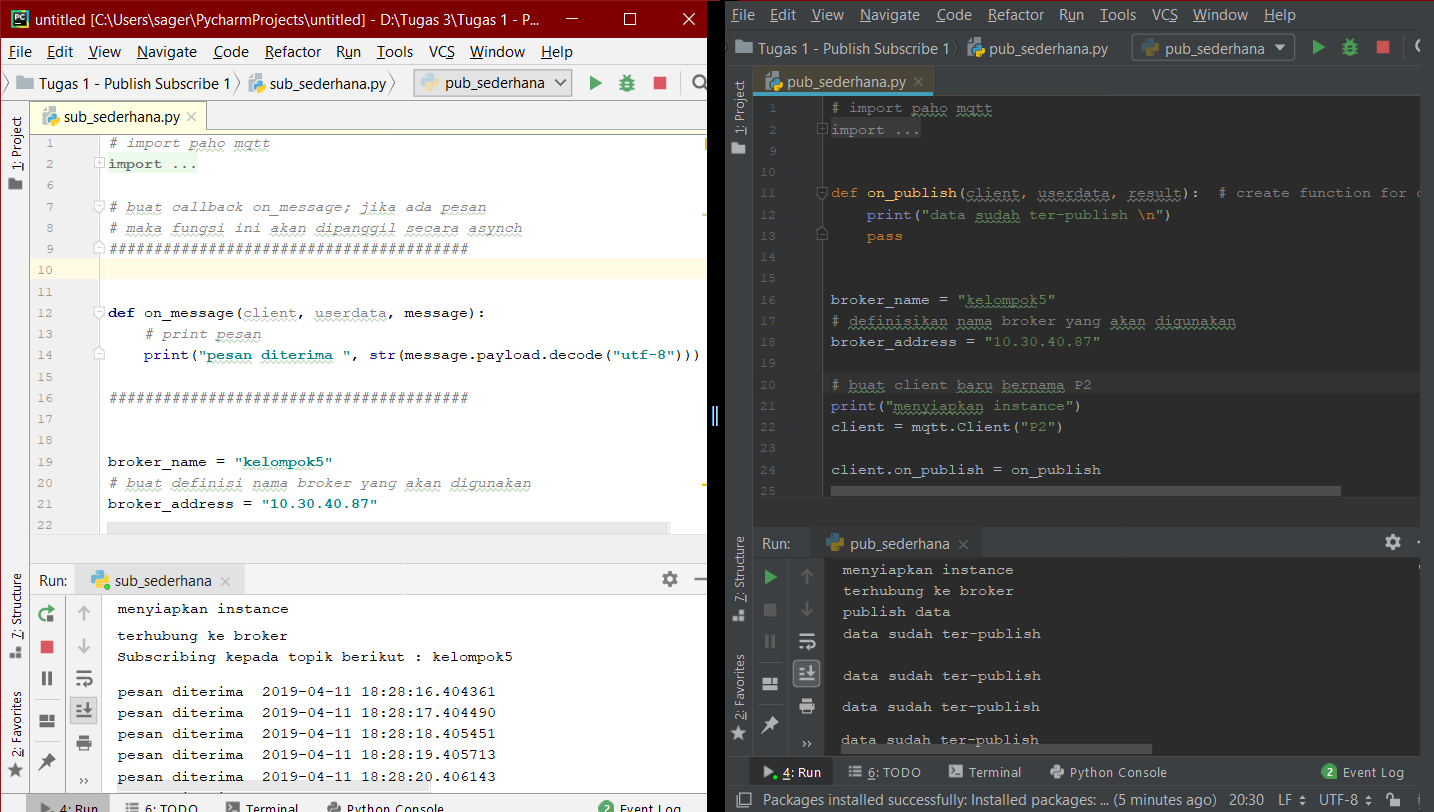 untitled [C:\Users\sager\PycharmProjects\untitled] - D:\Tugas 3\Tugas 1 - P...
File Edit View Navigate Code Refactor Run Tools VCS Window Help
Tugas 1 - Publish Subscribe 1 sub_sederhana.py pub_sederhana
sub_sederhana.py
1: Project
1 # import paho mqtt
2 import ...
6
7 # buat callback on_message; jika ada pesan
8 # maka fungsi ini akan dipanggil secara asynch
9 ########################################
10
11
12 def on_message(client, userdata, message):
13 # print pesan
14 print("pesan diterima ", str(message.payload.decode("utf-8")))
15
16 ########################################
17
18
19 broker_name = "kelompok5"
20 # buat definisi nama broker yang akan digunakan
21 broker_address = "10.30.40.87"
22
7: Structure
2: Favorites
Run: sub_sederhana
menyiapkan instance
terhubung ke broker
Subscribing kepada topik berikut : kelompok5
pesan diterima 2019-04-11 18:28:16.404361
pesan diterima 2019-04-11 18:28:17.404490
pesan diterima 2019-04-11 18:28:18.405451
pesan diterima 2019-04-11 18:28:19.405713
pesan diterima 2019-04-11 18:28:20.406143
4: Run 6: TODO Terminal Python Console 2 Event Log
File Edit View Navigate Code Refactor Run Tools VCS Window Help
Tugas 1 - Publish Subscribe 1 pub_sederhana.py pub_sederhana
pub_sederhana.py
1: Project
1 # import paho mqtt
2 import ...
9
10
11 def on_publish(client, userdata, result): # create function for
12 print("data sudah ter-publish \n")
13 pass
14
15
16 broker_name = "kelompok5"
17 # definisikan nama broker yang akan digunakan
18 broker_address = "10.30.40.87"
19
20 # buat client baru bernama P2
21 print("menyiapkan instance")
22 client = mqtt.Client("P2")
23
24 client.on_publish = on_publish
25
7: Structure
2: Favorites
Run: pub_sederhana
menyiapkan instance
terhubung ke broker
publish data
data sudah ter-publish
data sudah ter-publish
data sudah ter-publish
data sudah ter-publish
4: Run 6: TODO Terminal Python Console 2 Event Log
Packages installed successfully: Installed packages: ... (5 minutes ago) 20:30 LF UTF-8